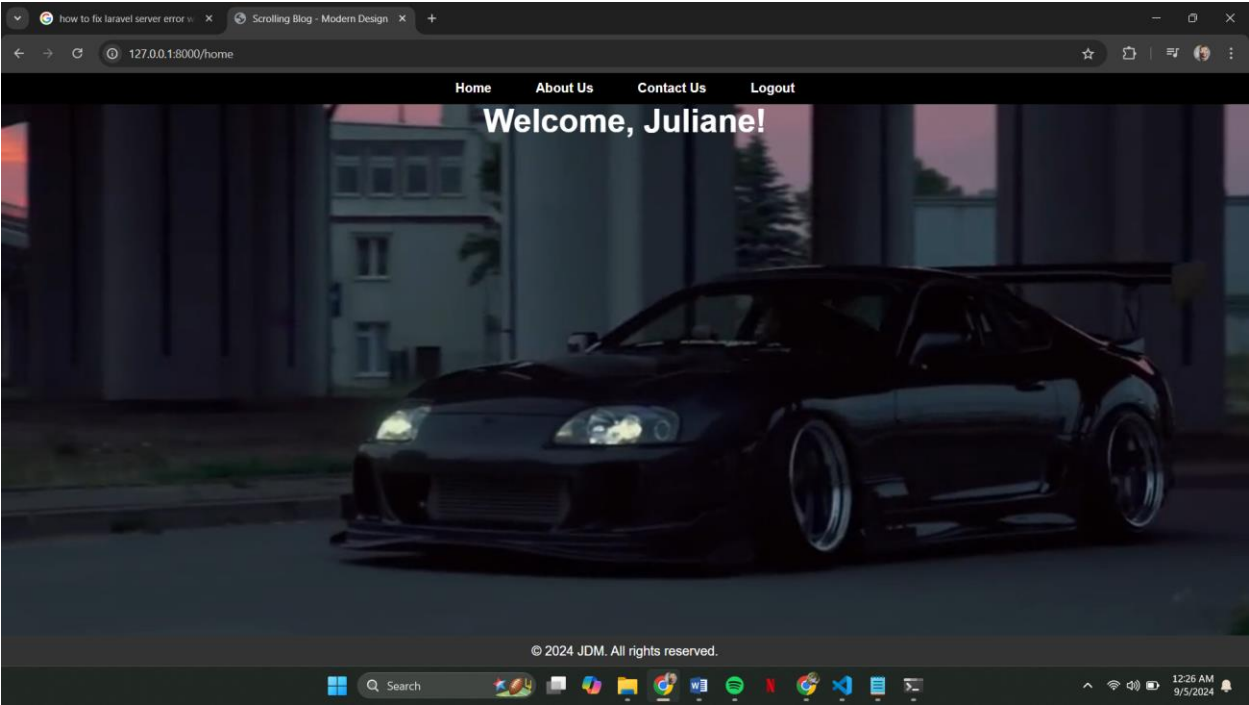 how to fix laravel server error w
Scrolling Blog - Modern Design
127.0.0.1:8000/home
Home About Us Contact Us Logout
Welcome, Juliane!
© 2024 JDM. All rights reserved.
Search
12:26 AM
9/5/2024